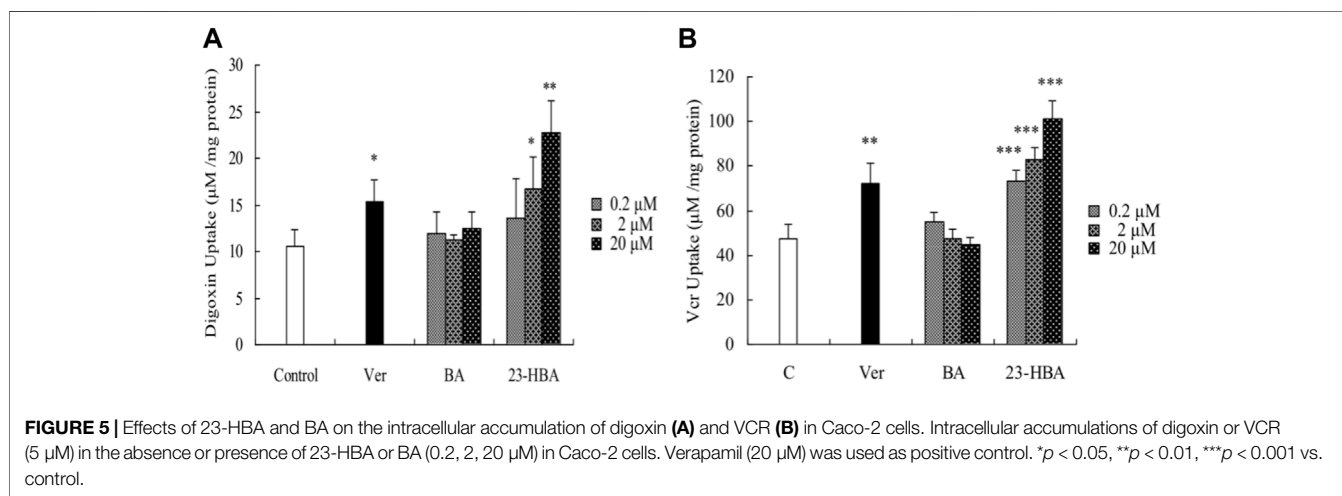 A
Digoxin Uptake (μM /mg protein)
30
25
20
15
10
5
0
*
*
**
Control Ver BA 23-HBA
0.2 μM
2 μM
20 μM
B
Vcr Uptake (μM /mg protein)
120
100
80
60
40
20
0
**
***
***
***
C Ver BA 23-HBA
0.2 μM
2 μM
20 μM
FIGURE 5 | Effects of 23-HBA and BA on the intracellular accumulation of digoxin (A) and VCR (B) in Caco-2 cells. Intracellular accumulations of digoxin or VCR
(5 μM) in the absence or presence of 23-HBA or BA (0.2, 2, 20 μM) in Caco-2 cells. Verapamil (20 μM) was used as positive control. *p < 0.05, **p < 0.01, ***p < 0.001 vs.
control.